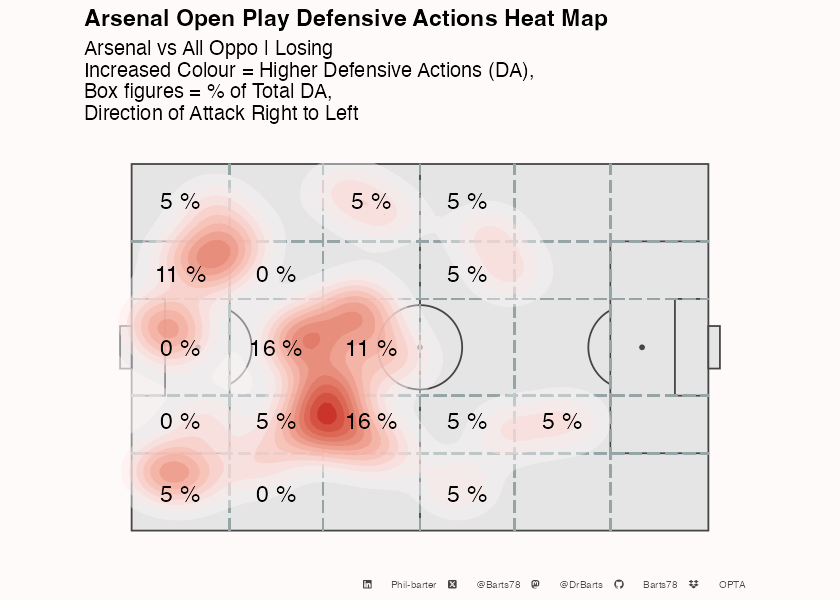 Arsenal Open Play Defensive Actions Heat Map
Arsenal vs All Oppo | Losing
Increased Colour = Higher Defensive Actions (DA),
Box figures = % of Total DA,
Direction of Attack Right to Left
5 % 5 % 5 %
11 % 0 % 5 %
0 % 16 % 11 %
0 % 5 % 16 % 5 % 5 %
5 % 0 % 5 %
Phil-barter @Barts78 @DrBarts Barts78 OPTA